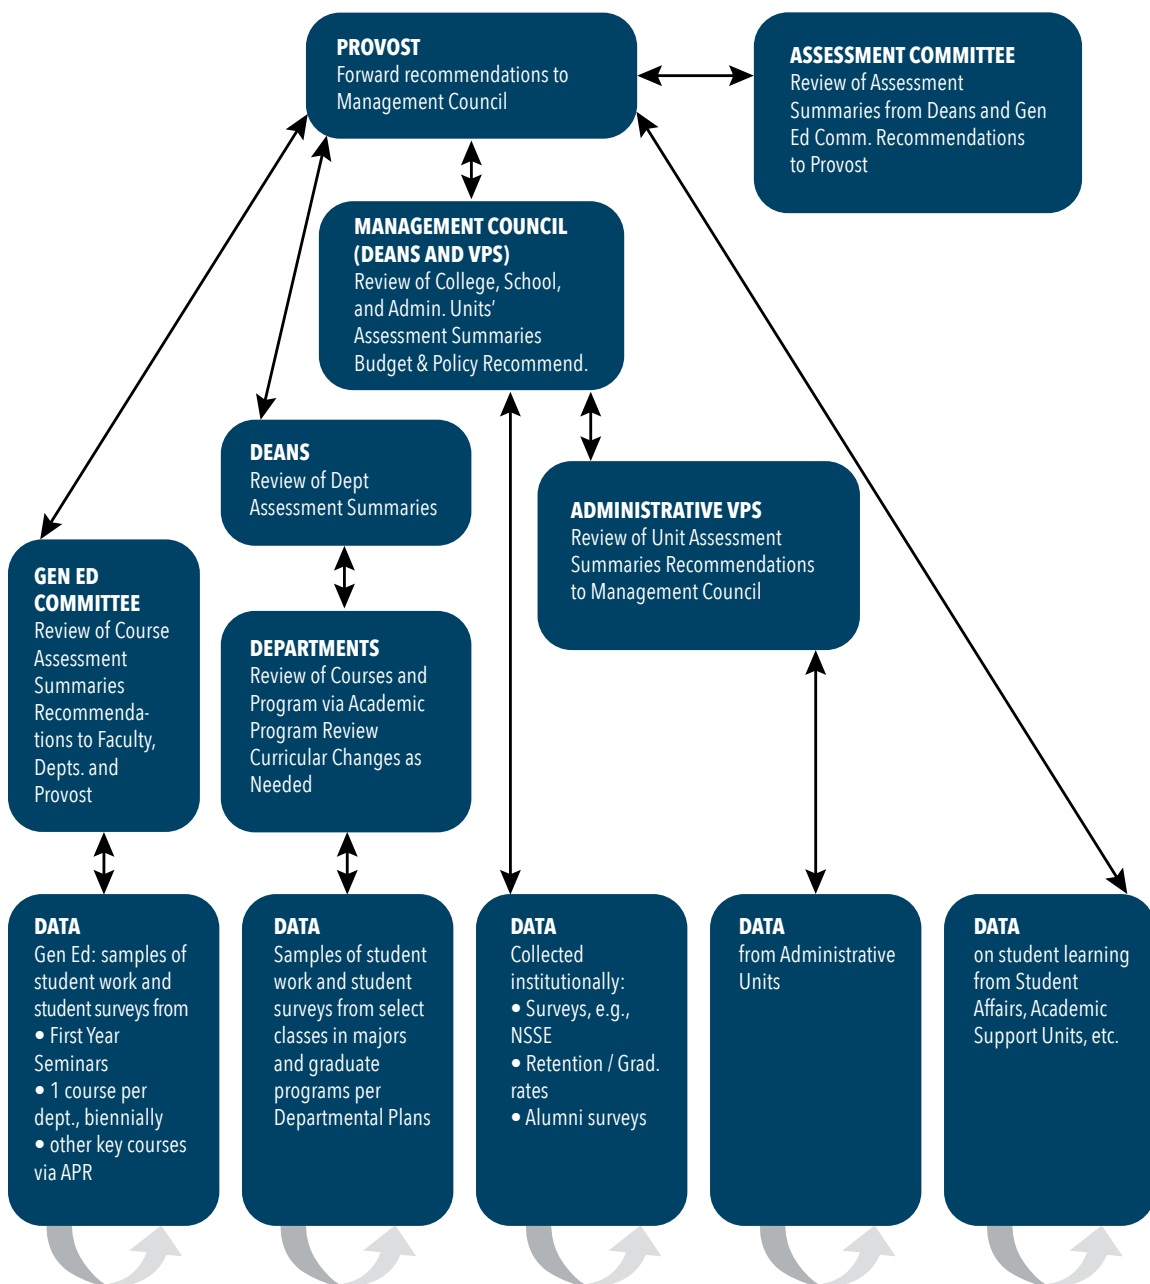 PROVOST
Forward recommendations to
Management Council
ASSESSMENT COMMITTEE
Review of Assessment
Summaries from Deans and Gen
Ed Comm. Recommendations
to Provost
MANAGEMENT COUNCIL
(DEANS AND VPS)
Review of College, School,
and Admin. Units'
Assessment Summaries
Budget & Policy Recommend.
DEANS
Review of Dept
Assessment Summaries
ADMINISTRATIVE VPS
Review of Unit Assessment
Summaries Recommendations
to Management Council
GEN ED
COMMITTEE
Review of Course
Assessment
Summaries
Recommenda-
tions to Faculty,
Depts. and
Provost
DEPARTMENTS
Review of Courses and
Program via Academic
Program Review
Curricular Changes as
Needed
DATA
Gen Ed: samples of
student work and
student surveys from
• First Year
Seminars
• 1 course per
dept., biennially
• other key courses
via APR
DATA
Samples of student
work and student
surveys from select
classes in majors
and graduate
programs per
Departmental Plans
DATA
Collected
institutionally:
• Surveys, e.g.,
NSSE
• Retention / Grad.
rates
• Alumni surveys
DATA
from Administrative
Units
DATA
on student learning
from Student
Affairs, Academic
Support Units, etc.